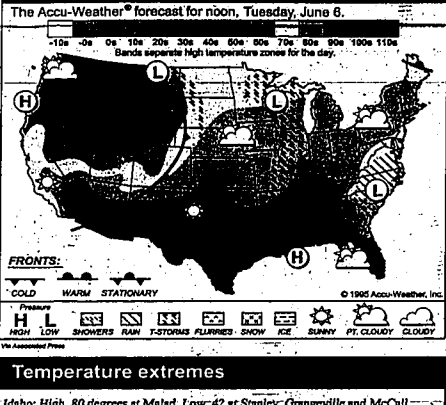 The Accu-Weather® forecast for noon, Tuesday, June 6.
-10s -0s 0s 10s 20s 30s 40s 50s 60s 70s 80s 90s 100s 110s
Bands separate high temperature zones for the day.
L
H
L
L
H
FRONTS:
COLD WARM STATIONARY
© 1995 Accu-Weather, Inc.
Pressure
H L
HIGH LOW SHOWERS RAIN T-STORMS FLURRIES SNOW ICE SUNNY PT. CLOUDY CLOUDY
Via Associated Press
Temperature extremes
Idaho: High, 80 degrees at Malad. Low, 42 at Stanley, Grangeville and McCall